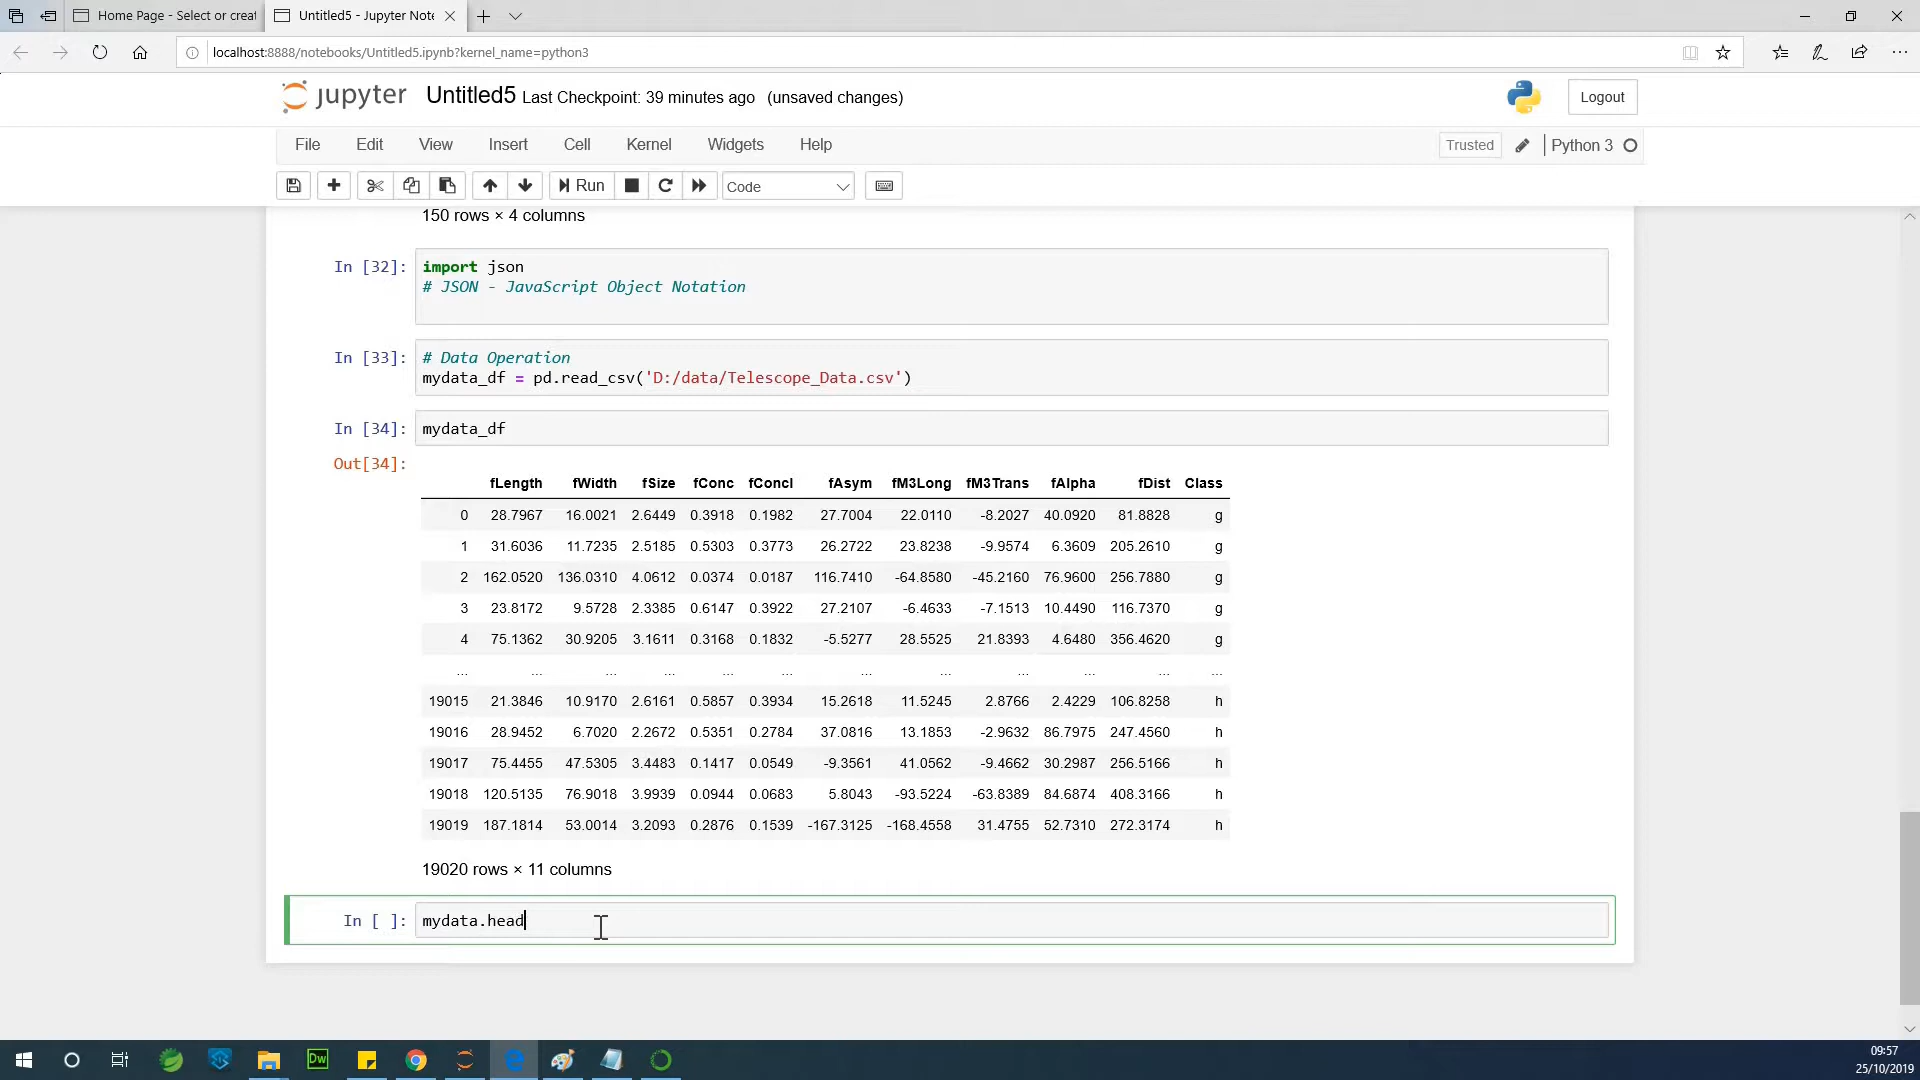 Home Page - Select or creat
Untitled5 - Jupyter Note
localhost:8888/notebooks/Untitled5.ipynb?kernel_name=python3
jupyter Untitled5 Last Checkpoint: 39 minutes ago (unsaved changes)
Logout
File Edit View Insert Cell Kernel Widgets Help
Trusted Python 3
Run Code
150 rows × 4 columns
In [32]: import json
# JSON - JavaScript Object Notation
In [33]: # Data Operation
mydata_df = pd.read_csv('D:/data/Telescope_Data.csv')
In [34]: mydata_df
Out[34]:
fLength fWidth fSize fConc fConcl fAsym fM3Long fM3Trans fAlpha fDist Class
0 28.7967 16.0021 2.6449 0.3918 0.1982 27.7004 22.0110 -8.2027 40.0920 81.8828 g
1 31.6036 11.7235 2.5185 0.5303 0.3773 26.2722 23.8238 -9.9574 6.3609 205.2610 g
2 162.0520 136.0310 4.0612 0.0374 0.0187 116.7410 -64.8580 -45.2160 76.9600 256.7880 g
3 23.8172 9.5728 2.3385 0.6147 0.3922 27.2107 -6.4633 -7.1513 10.4490 116.7370 g
4 75.1362 30.9205 3.1611 0.3168 0.1832 -5.5277 28.5525 21.8393 4.6480 356.4620 g
... ... ... ... ... ... ... ... ... ... ... ...
19015 21.3846 10.9170 2.6161 0.5857 0.3934 15.2618 11.5245 2.8766 2.4229 106.8258 h
19016 28.9452 6.7020 2.2672 0.5351 0.2784 37.0816 13.1853 -2.9632 86.7975 247.4560 h
19017 75.4455 47.5305 3.4483 0.1417 0.0549 -9.3561 41.0562 -9.4662 30.2987 256.5166 h
19018 120.5135 76.9018 3.9939 0.0944 0.0683 5.8043 -93.5224 -63.8389 84.6874 408.3166 h
19019 187.1814 53.0014 3.2093 0.2876 0.1539 -167.3125 -168.4558 31.4755 52.7310 272.3174 h
19020 rows × 11 columns
In [ ]: mydata.head
Dw
09:57
25/10/2019